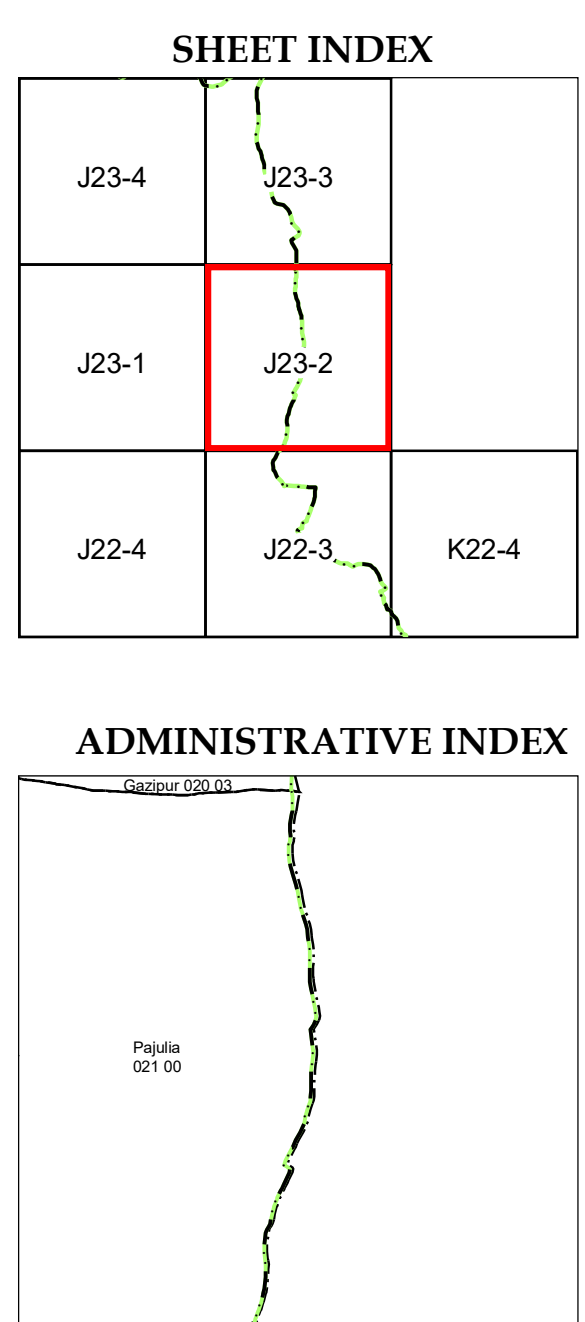 SHEET INDEX
J23-4 J23-3
J23-1 J23-2
J22-4 J22-3 K22-4
ADMINISTRATIVE INDEX
Gazipur 020 03
Pajulia
021 00